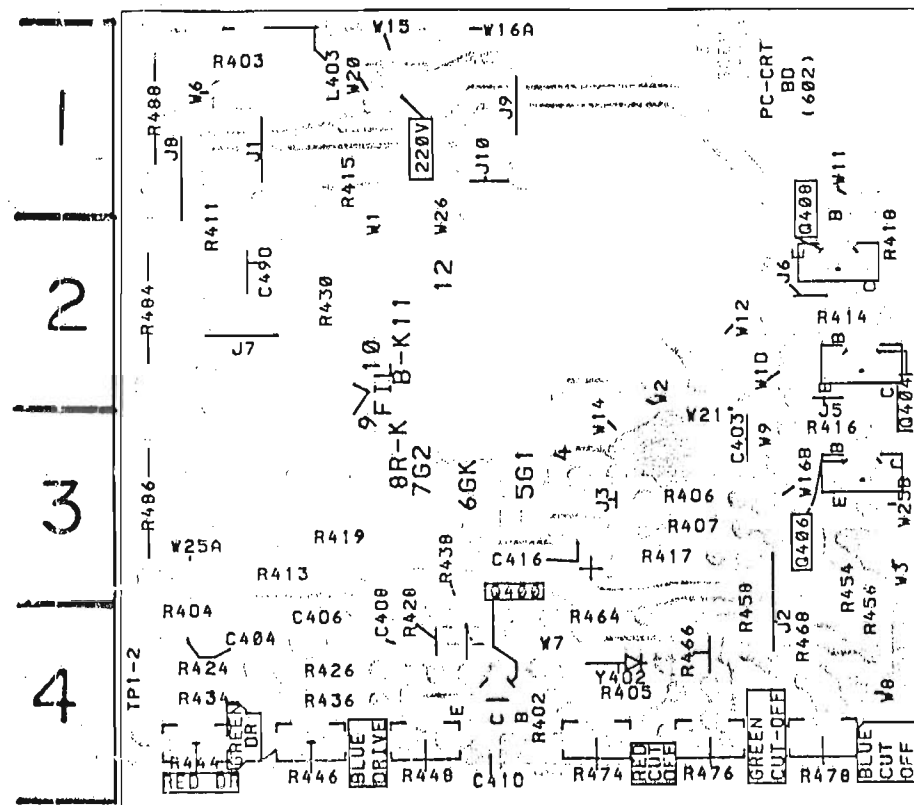 1
2
3
4
W15
W16A
R403
L403
W20
W6
R488
J8
J1
220V
J9
J10
PC-CRT
BD
(602)
R415
W11
Q408
B
R411
W1
W26
R418
E
C
J6
C490
12
R430
R484
R414
W12
J7
B-K11
10
FIL
9
W10
B
E
C
Q404
J5
W2
W14
W21
C403
W9
R416
8R-K
7G2
6GK
5G1
4
B
E
J3
R406
W16B
W25B
R486
R407
Q406
R419
W25A
C416
R417
R413
R438
W3
Q400
R458
R454
R456
R404
C406
C408
R428
R464
J2
R468
C404
W7
R466
R424
R426
Y402
R405
TP1-2
R434
R436
W8
E
C
B
R402
GREEN
DR
BLUE
DRIVE
RED
CUT
OFF
GREEN
CUT-OFF
BLUE
CUT
OFF
R444
R446
R448
R474
R476
R478
RED DR
C410